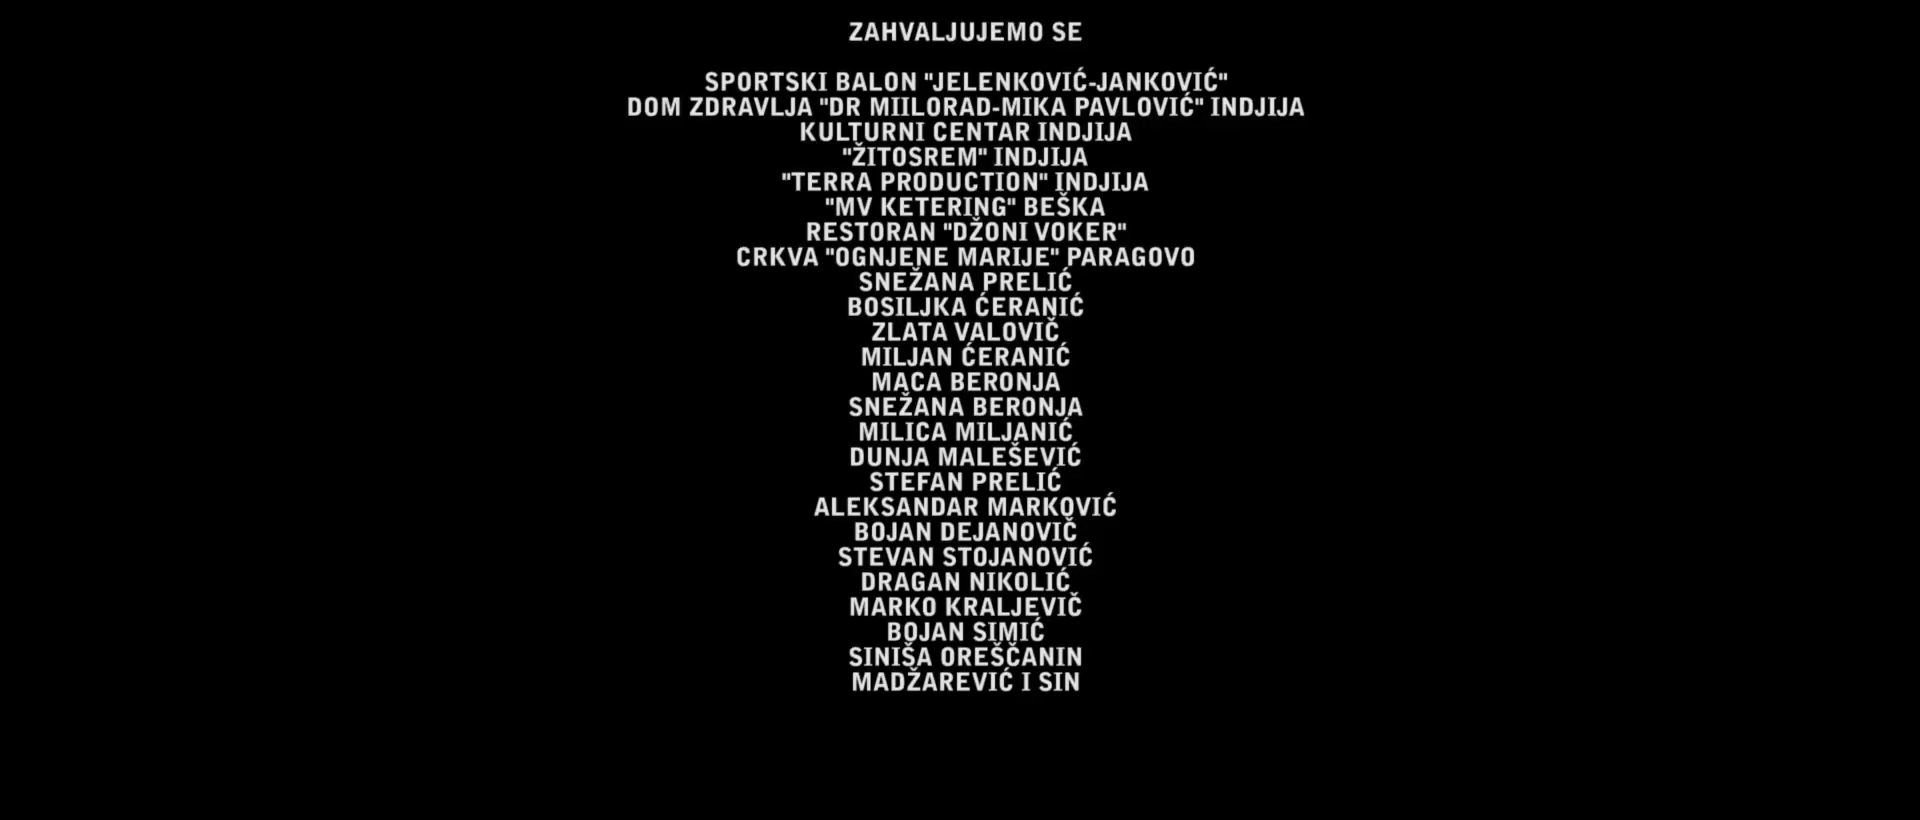 ZAHVALJUJEMO SE
SPORTSKI BALON "JELENKOVIĆ-JANKOVIĆ"
DOM ZDRAVLJA "DR MIILORAD-MIKA PAVLOVIĆ" INDJIJA
KULTURNI CENTAR INDJIJA
"ŽITOSREM" INDJIJA
"TERRA PRODUCTION" INDJIJA
"MV KETERING" BEŠKA
RESTORAN "DŽONI VOKER"
CRKVA "OGNJENE MARIJE" PARAGOVO
SNEŽANA PRELIĆ
BOSILJKA ĆERANIĆ
ZLATA VALOVIČ
MILJAN ĆERANIĆ
MACA BERONJA
SNEŽANA BERONJA
MILICA MILJANIĆ
DUNJA MALEŠEVIĆ
STEFAN PRELIĆ
ALEKSANDAR MARKOVIĆ
BOJAN DEJANOVIČ
STEVAN STOJANOVIĆ
DRAGAN NIKOLIĆ
MARKO KRALJEVIČ
BOJAN SIMIĆ
SINIŠA OREŠČANIN
MADŽAREVIĆ I SIN